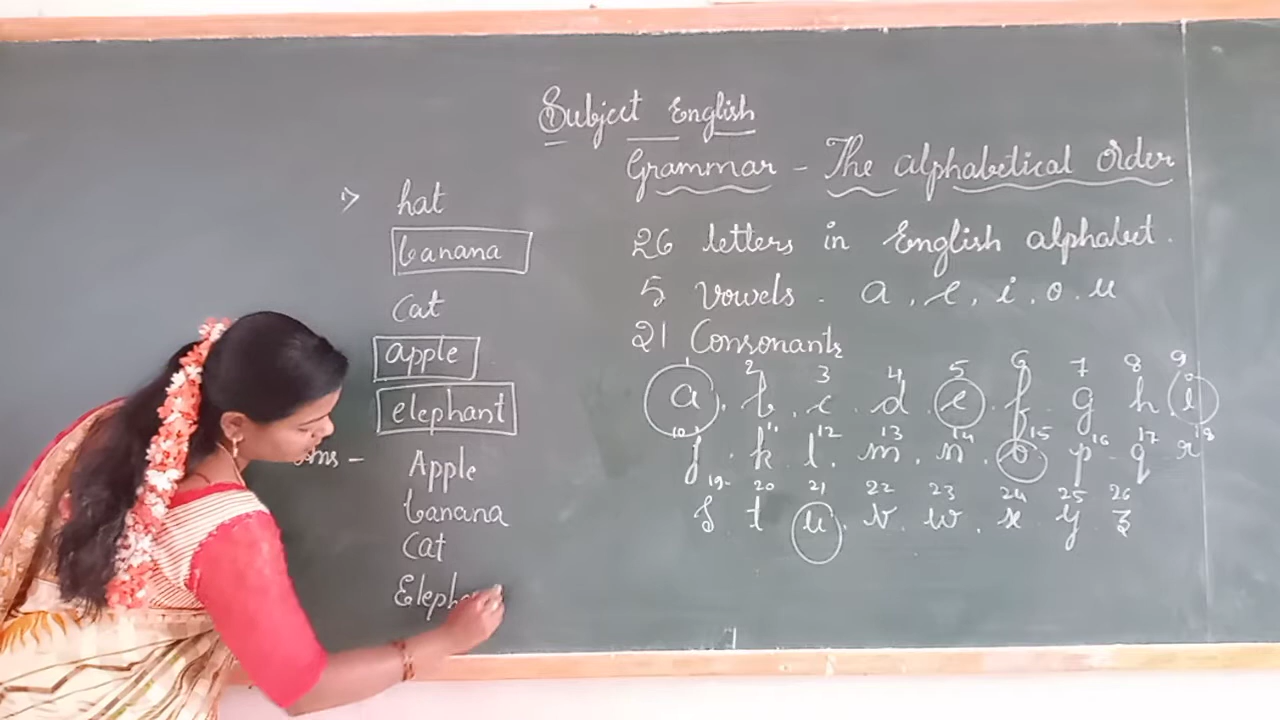 Subject English
Grammar - The alphabetical Order
> hat
banana
cat
apple
elephant
Apple
banana
Cat
Eleph
26 letters in English alphabet.
5 Vowels. a, e, i, o. u
21 Consonants
1 2 3 4 5 6 7 8 9
a. b. c. d. e. f. g h i
10 11 12 13 14 15 16 17 18
j. k l. m. n. o. p. q r
19 20 21 22 23 24 25 26
s t u. v. w. x y z